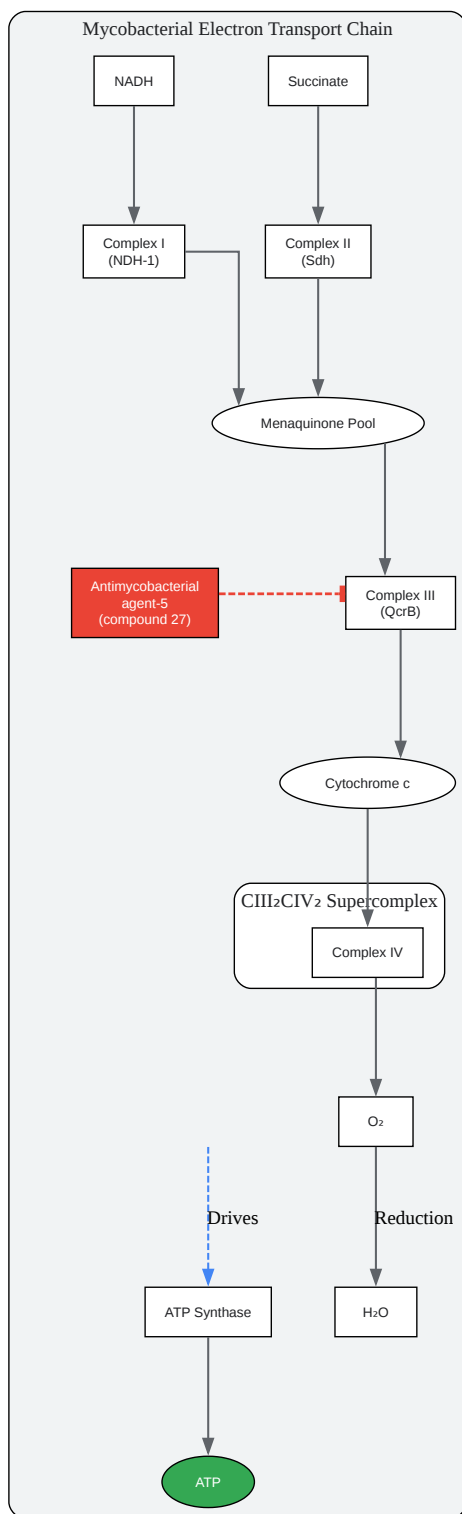 Mycobacterial Electron Transport Chain
NADH
Succinate
Complex I
(NDH-1)
Complex II
(Sdh)
Menaquinone Pool
Antimycobacterial
agent-5
(compound 27)
Complex III
(QcrB)
Cytochrome c
CIII₂CIV₂ Supercomplex
Complex IV
O₂
Drives
Reduction
ATP Synthase
H₂O
ATP